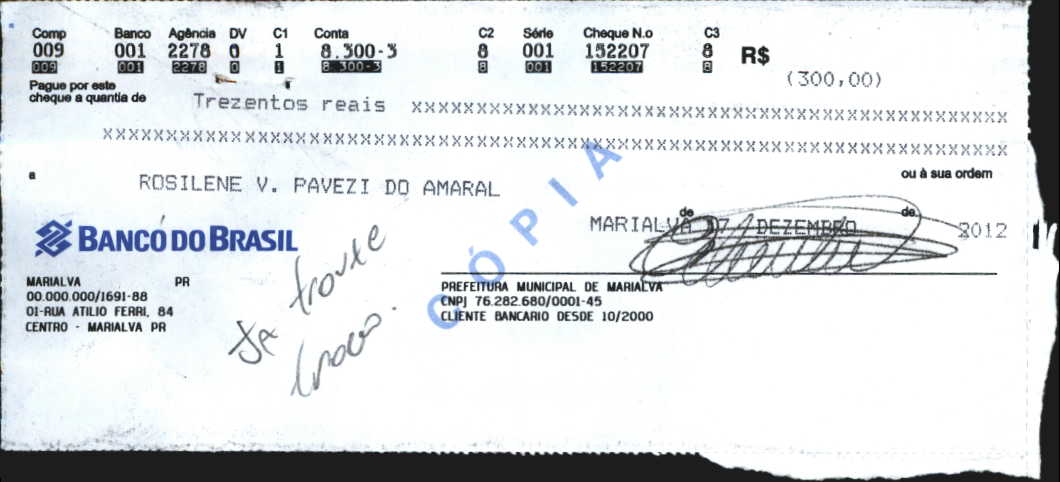 Comp Banco Agência DV C1 Conta C2 Série Cheque N.o C3
009 001 2278 0 1 8.300-3 8 001 152207 8 R$
009 001 2278 0 1 8.300-3 8 001 152207 8
(300,00)
Pague por este
cheque a quantia de
Trezentos reais xxxxxxxxxxxxxxxxxxxxxxxxxxxxxxxxxxxxxxxxxxxxxxxxxxx
xxxxxxxxxxxxxxxxxxxxxxxxxxxxxxxxxxxxxxxxxxxxxxxxxxxxxxxxxxxxxxxxxxxxxxxxxxx
a ROSILENE V. PAVEZI DO AMARAL ou à sua ordem
MARIALVA de DEZEMBRO de 2012
BANCO DO BRASIL
CÓPIA
MARIALVA PR
00.000.000/1691-88
01-RUA ATILIO FERRI, 84
CENTRO - MARIALVA PR
PREFEITURA MUNICIPAL DE MARIALVA
CNPJ 76.282.680/0001-45
CLIENTE BANCARIO DESDE 10/2000